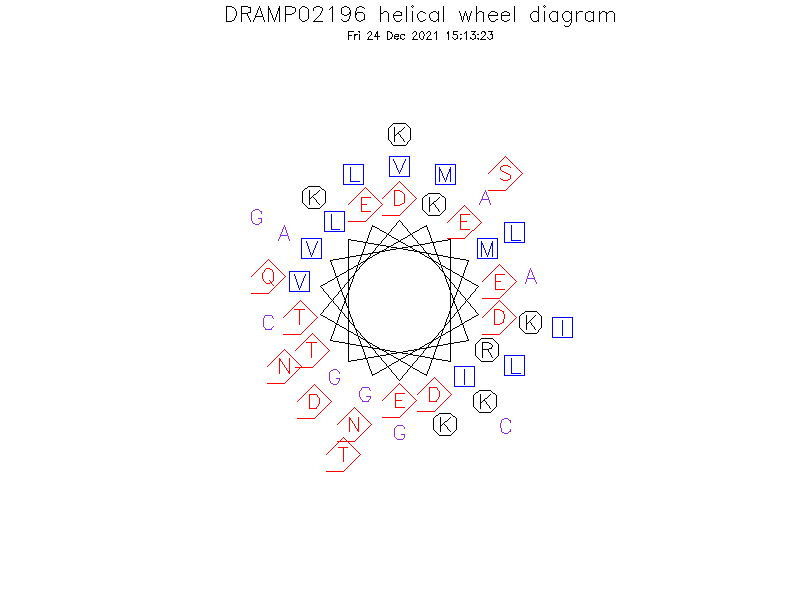 DRAMP02196 helical wheel diagram
Fri 24 Dec 2021 15:13:23
K
L V M S
K E D K A
G L E L
A V M
Q V E A
C T D K I
N T R L
G I
D G E D K
N K C
G
T